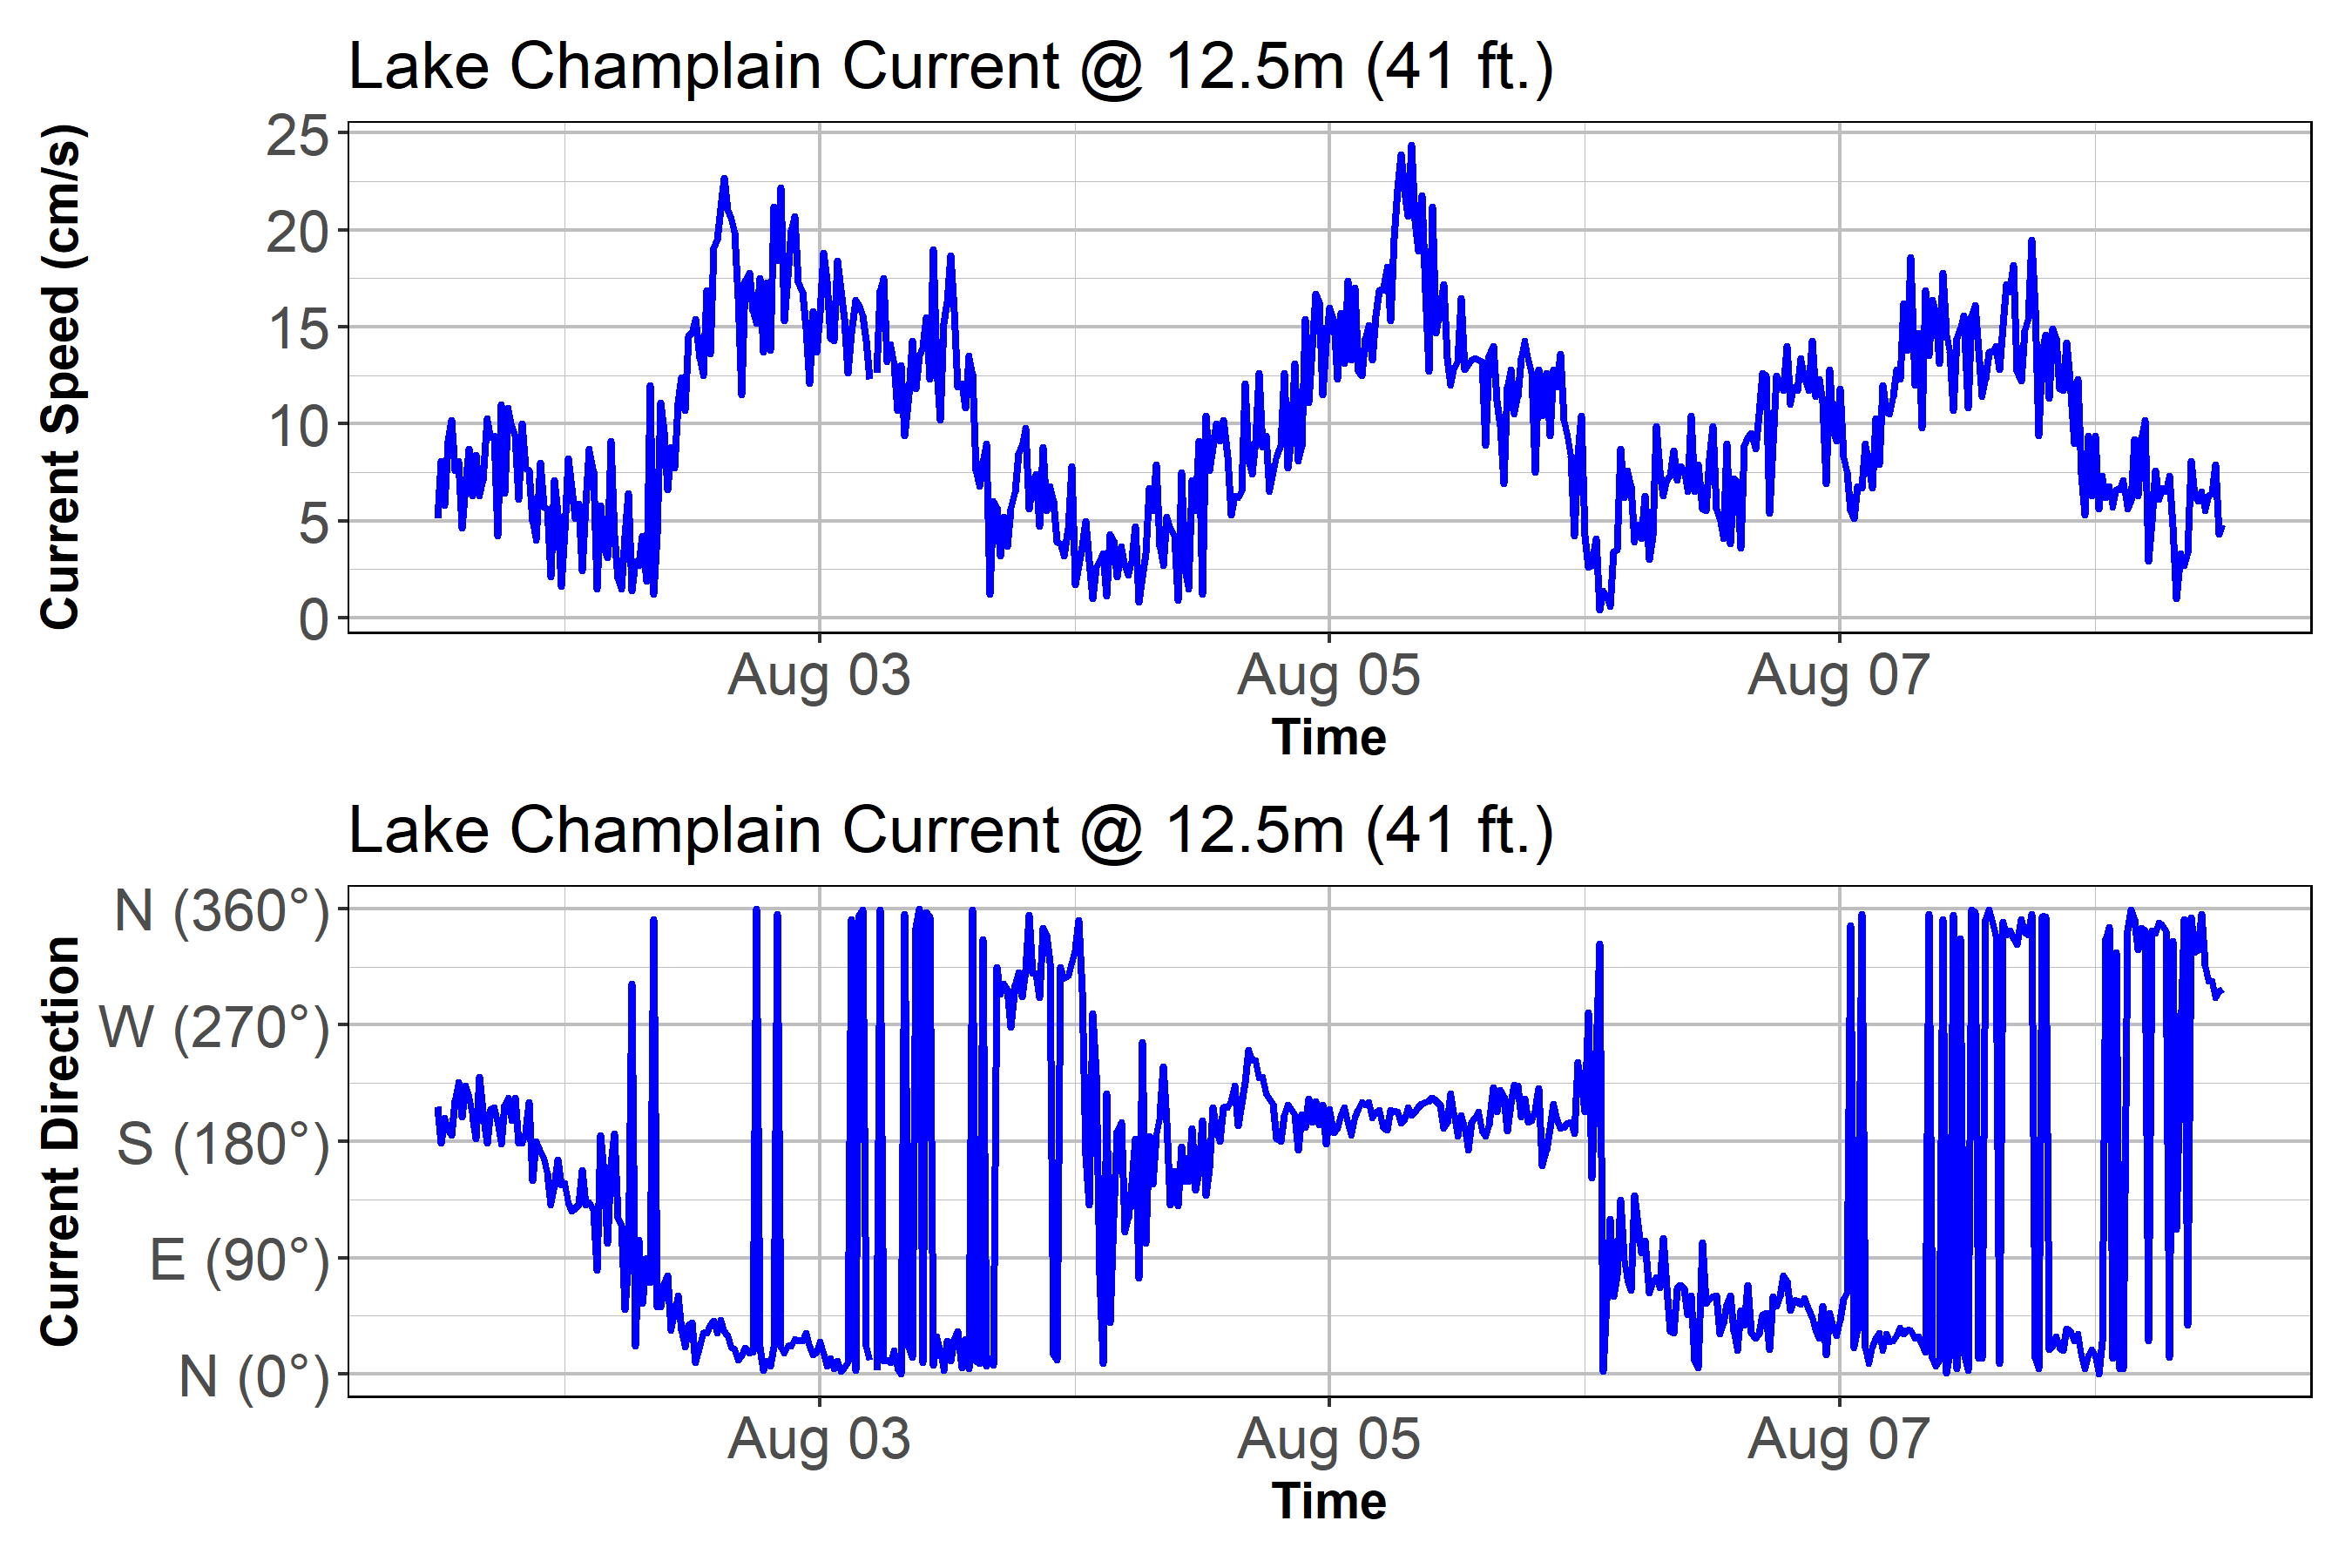 Lake Champlain Current @ 12.5m (41 ft.)
Current Speed (cm/s)
25
20
15
10
5
0
Aug 03 Aug 05 Aug 07
Time
Lake Champlain Current @ 12.5m (41 ft.)
Current Direction
N (360°)
W (270°)
S (180°)
E (90°)
N (0°)
Aug 03 Aug 05 Aug 07
Time